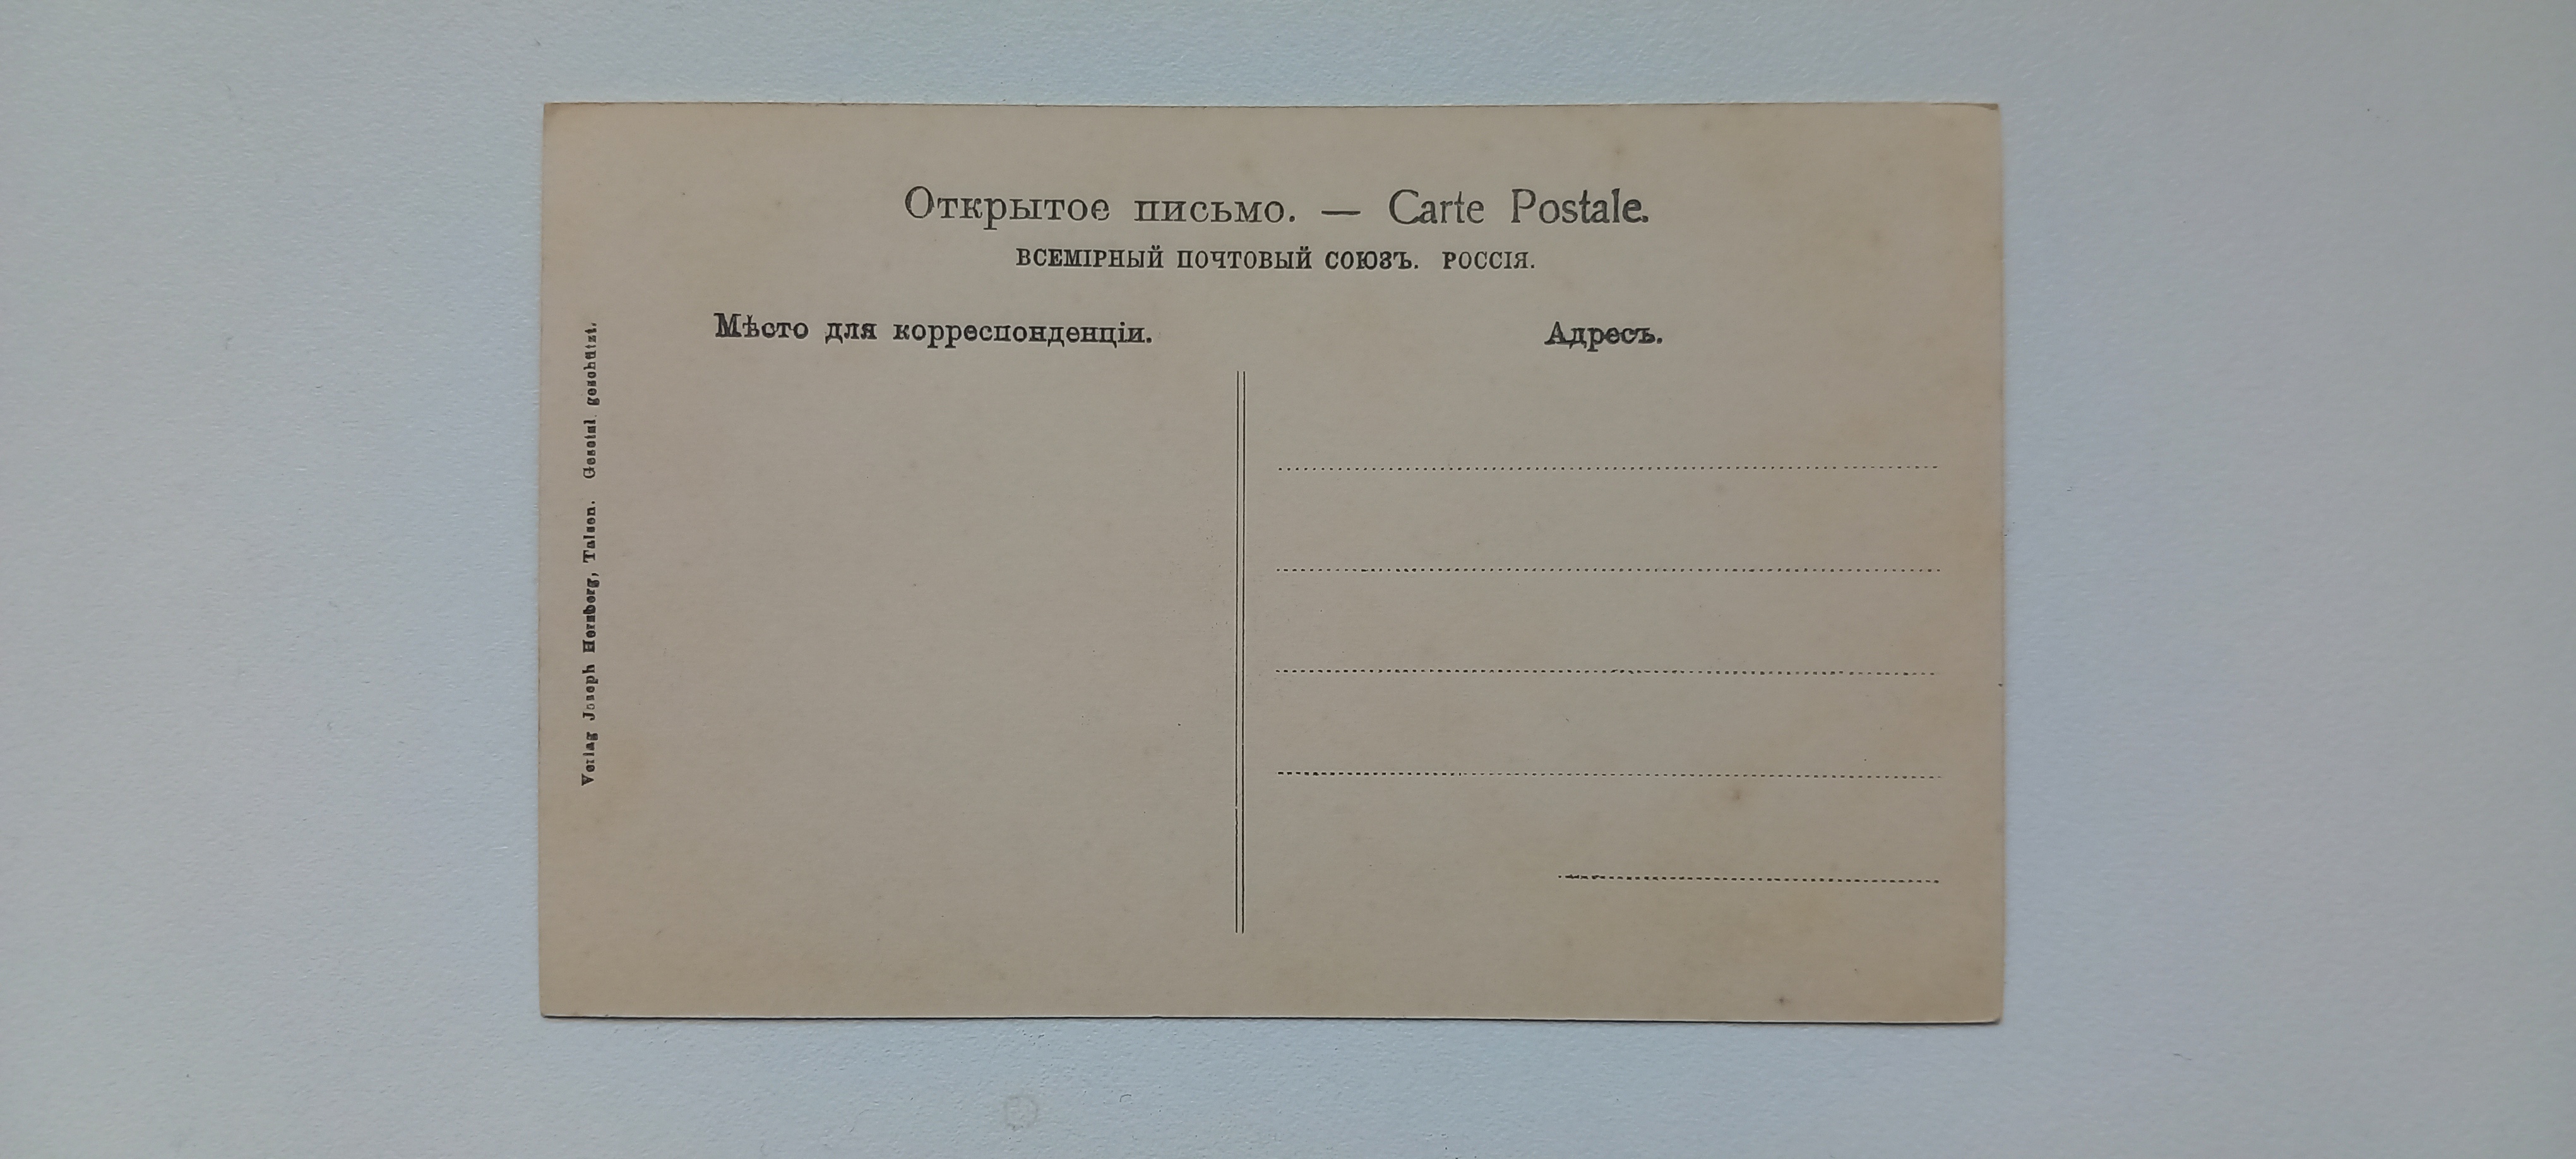 Открытое письмо. — Carte Postale.
ВСЕМІРНЫЙ ПОЧТОВЫЙ СОЮЗЪ. РОССІЯ.
Мѣсто для корреспонденціи.
Адресъ.
Verlag Joseph Hernberg, Talsen. Gesetzl. geschützt.